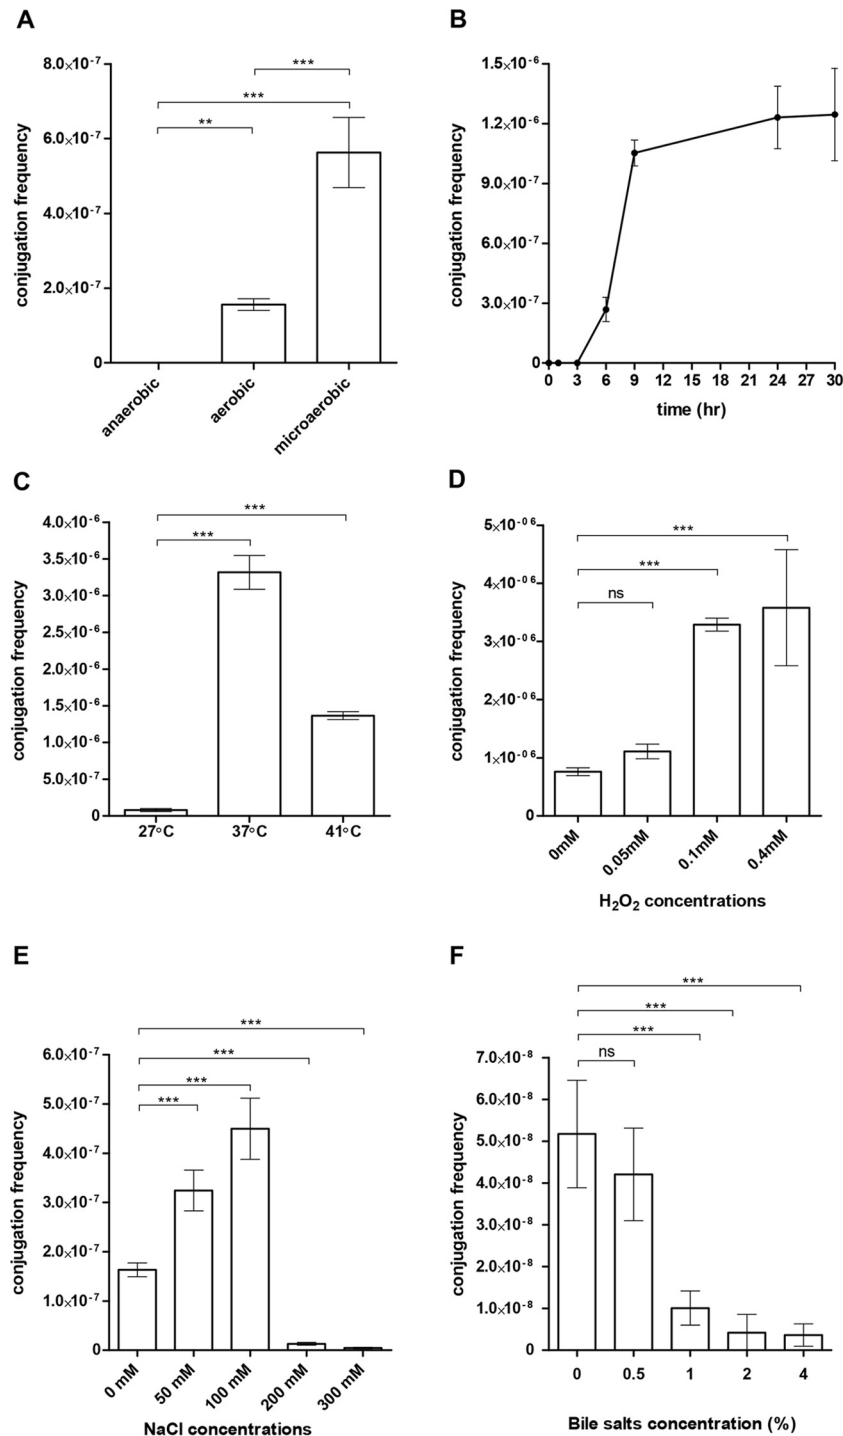 A
conjugation frequency
8.0×10⁻⁷
6.0×10⁻⁷
4.0×10⁻⁷
2.0×10⁻⁷
0
***
***
**
anaerobic
aerobic
microaerobic
B
conjugation frequency
1.5×10⁻⁶
1.2×10⁻⁶
9.0×10⁻⁷
6.0×10⁻⁷
3.0×10⁻⁷
0
0 3 6 9 12 15 18 21 24 27 30
time (hr)
C
conjugation frequency
4.0×10⁻⁶
3.5×10⁻⁶
3.0×10⁻⁶
2.5×10⁻⁶
2.0×10⁻⁶
1.5×10⁻⁶
1.0×10⁻⁶
5.0×10⁻⁷
0
***
***
27°C 37°C 41°C
D
conjugation frequency
5×10⁻⁰⁶
4×10⁻⁰⁶
3×10⁻⁰⁶
2×10⁻⁰⁶
1×10⁻⁰⁶
0
***
***
ns
0mM
0.05mM
0.1mM
0.4mM
H₂O₂ concentrations
E
conjugation frequency
6.0×10⁻⁷
5.0×10⁻⁷
4.0×10⁻⁷
3.0×10⁻⁷
2.0×10⁻⁷
1.0×10⁻⁷
0
***
***
***
***
0 mM
50 mM
100 mM
200 mM
300 mM
NaCl concentrations
F
conjugation frequency
7.0×10⁻⁸
6.0×10⁻⁸
5.0×10⁻⁸
4.0×10⁻⁸
3.0×10⁻⁸
2.0×10⁻⁸
1.0×10⁻⁸
0
***
***
***
ns
0 0.5 1 2 4
Bile salts concentration (%)